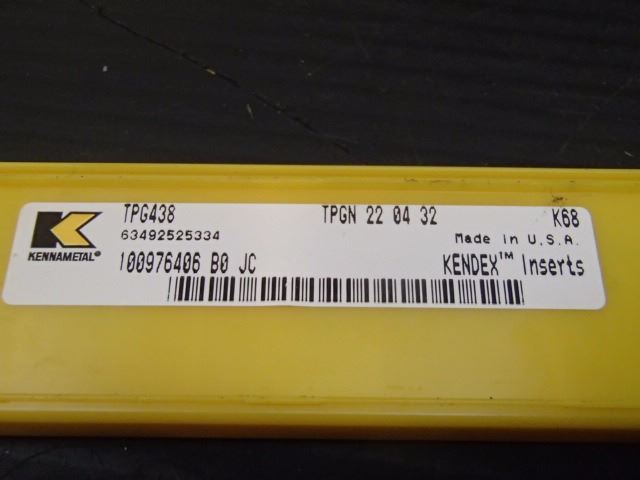 TPG438 TPGN 22 04 32 K68
63492525334 Made in U.S.A.
KENNAMETAL®
100976406 B0 JC KENDEX™ Inserts